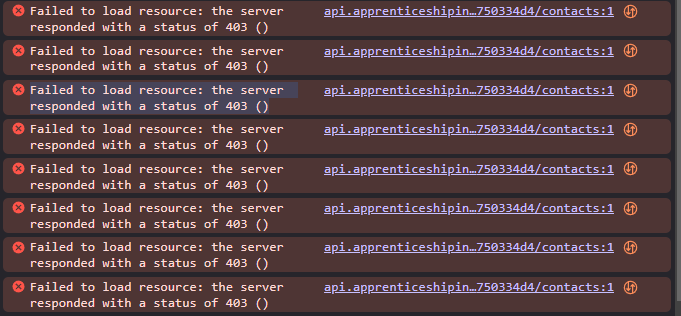 Failed to load resource: the server api.apprenticeshipin…750334d4/contacts:1
responded with a status of 403 ()
Failed to load resource: the server api.apprenticeshipin…750334d4/contacts:1
responded with a status of 403 ()
Failed to load resource: the server api.apprenticeshipin…750334d4/contacts:1
responded with a status of 403 ()
Failed to load resource: the server api.apprenticeshipin…750334d4/contacts:1
responded with a status of 403 ()
Failed to load resource: the server api.apprenticeshipin…750334d4/contacts:1
responded with a status of 403 ()
Failed to load resource: the server api.apprenticeshipin…750334d4/contacts:1
responded with a status of 403 ()
Failed to load resource: the server api.apprenticeshipin…750334d4/contacts:1
responded with a status of 403 ()
Failed to load resource: the server api.apprenticeshipin…750334d4/contacts:1
responded with a status of 403 ()